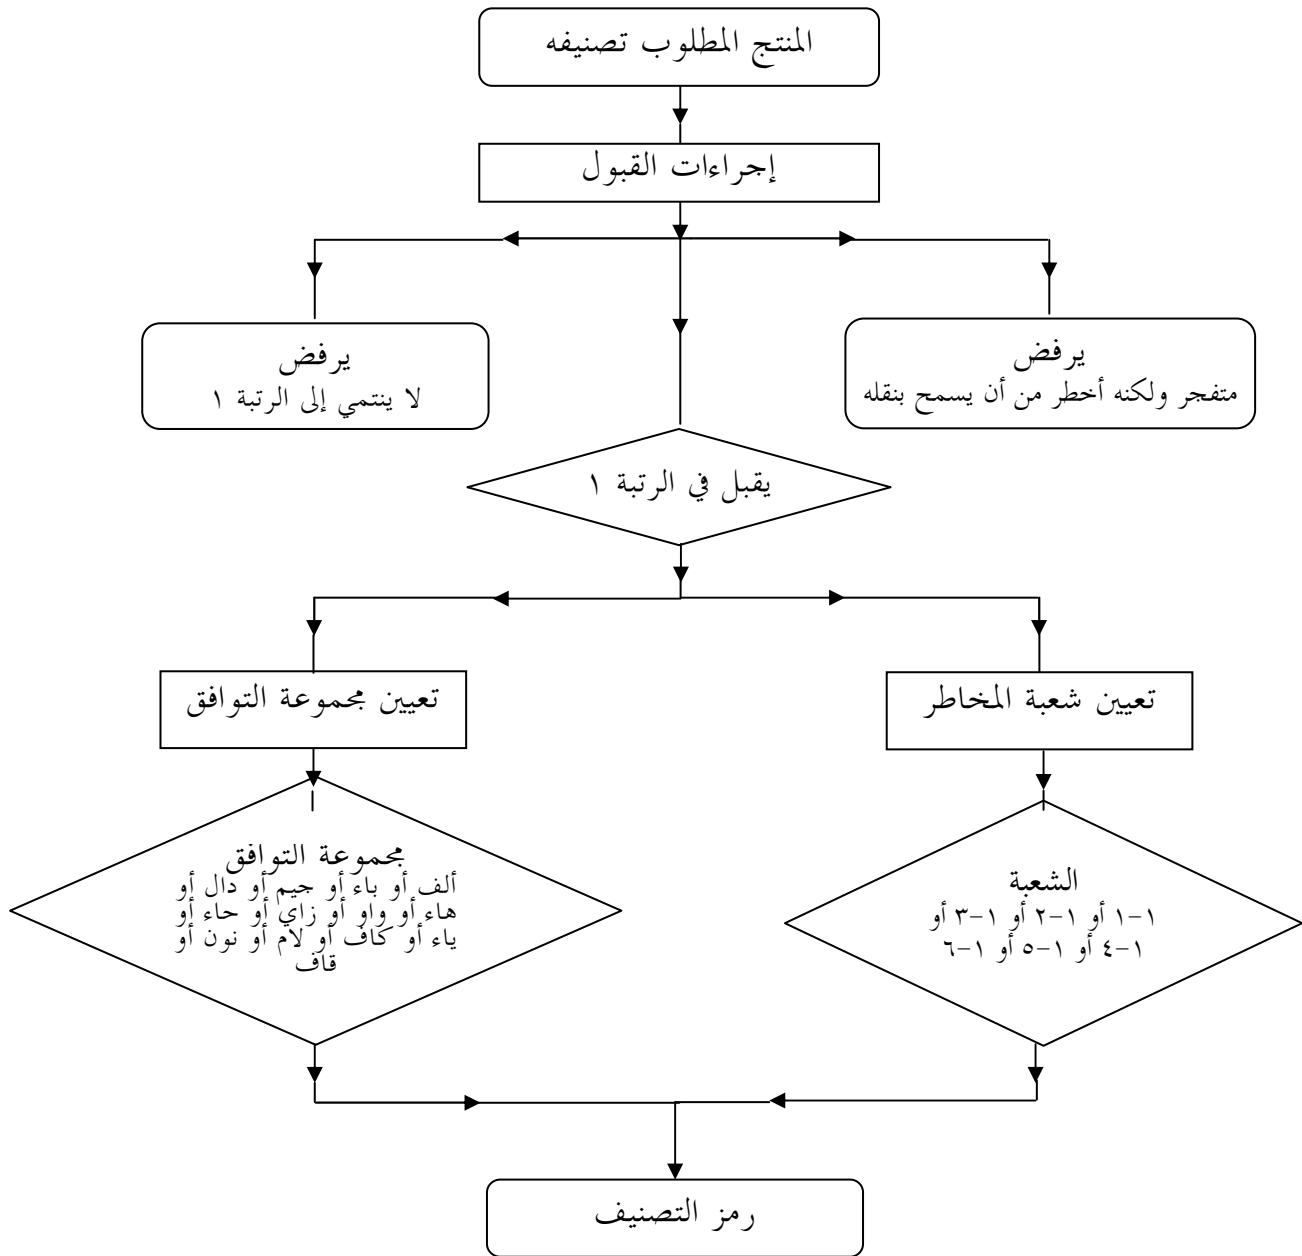 المنتج المطلوب تصنيفه
إجراءات القبول
يرفض
متفجر ولكنه أخطر من أن يسمح بنقله
يرفض
لا ينتمي إلى الرتبة ١
يقبل في الرتبة ١
تعيين شعبة المخاطر
تعيين مجموعة التوافق
الشعبة
١-١ أو ١-٢ أو ١-٣ أو
١-٤ أو ١-٥ أو ١-٦
مجموعة التوافق
ألف أو باء أو جيم أو دال أو
هاء أو واو أو زاي أو حاء أو
ياء أو كاف أو لام أو نون أو
قاف
رمز التصنيف